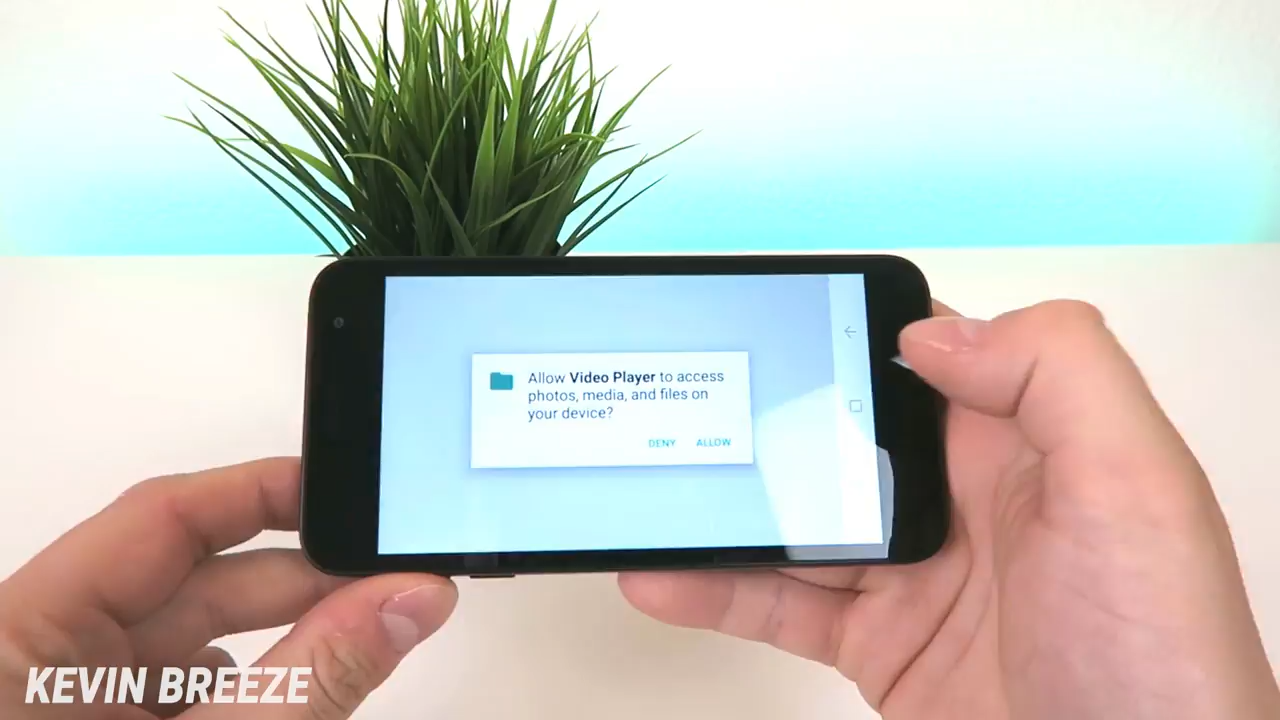 Allow Video Player to access
photos, media, and files on
your device?
DENY ALLOW
KEVIN BREEZE